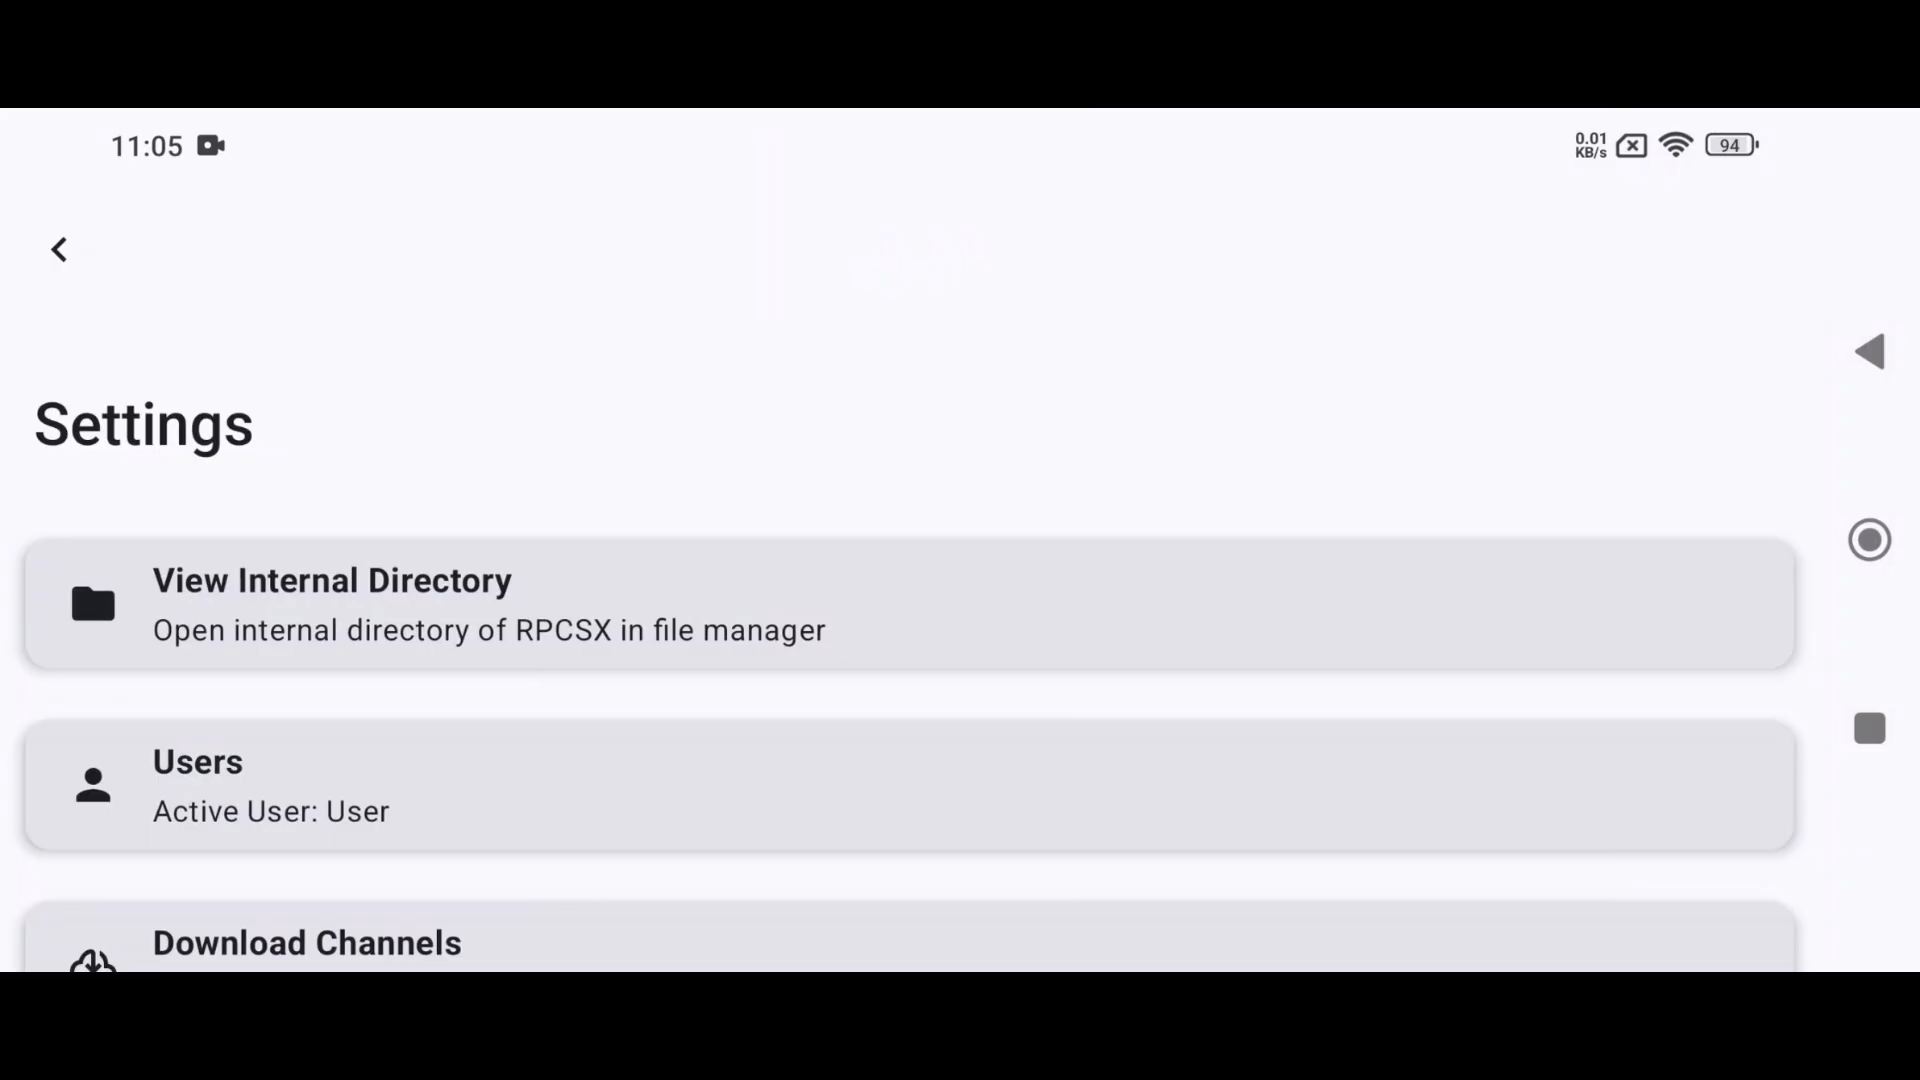 11:05
0.01
KB/s
94
Settings
View Internal Directory
Open internal directory of RPCSX in file manager
Users
Active User: User
Download Channels